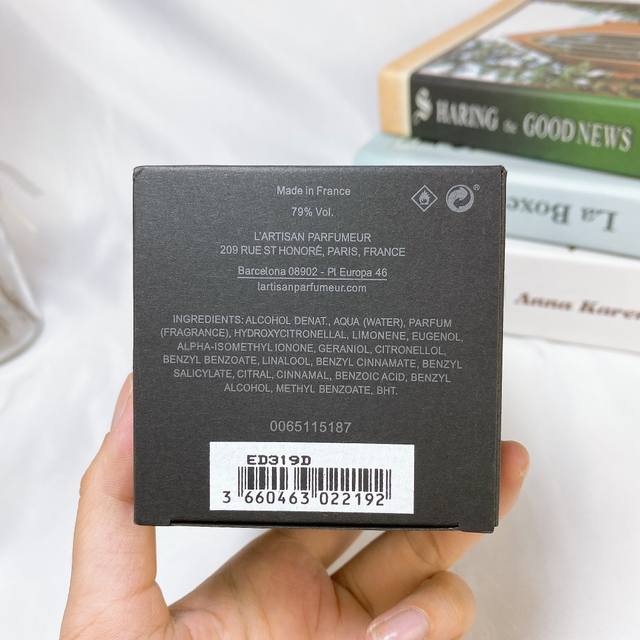 SHARING the GOOD NEWS
La Boxe
Anna Karen
Made in France
79% Vol.
L'ARTISAN PARFUMEUR
209 RUE ST HONORÉ, PARIS, FRANCE
Barcelona 08902 - Pl Europa 46
lartisanparfumeur.com
INGREDIENTS: ALCOHOL DENAT., AQUA (WATER), PARFUM
(FRAGRANCE), HYDROXYCITRONELLAL, LIMONENE, EUGENOL,
ALPHA-ISOMETHYL IONONE, GERANIOL, CITRONELLOL,
BENZYL BENZOATE, LINALOOL, BENZYL CINNAMATE, BENZYL
SALICYLATE, CITRAL, CINNAMAL, BENZOIC ACID, BENZYL
ALCOHOL, METHYL BENZOATE, BHT.
0065115187
ED319D
3 660463 022192